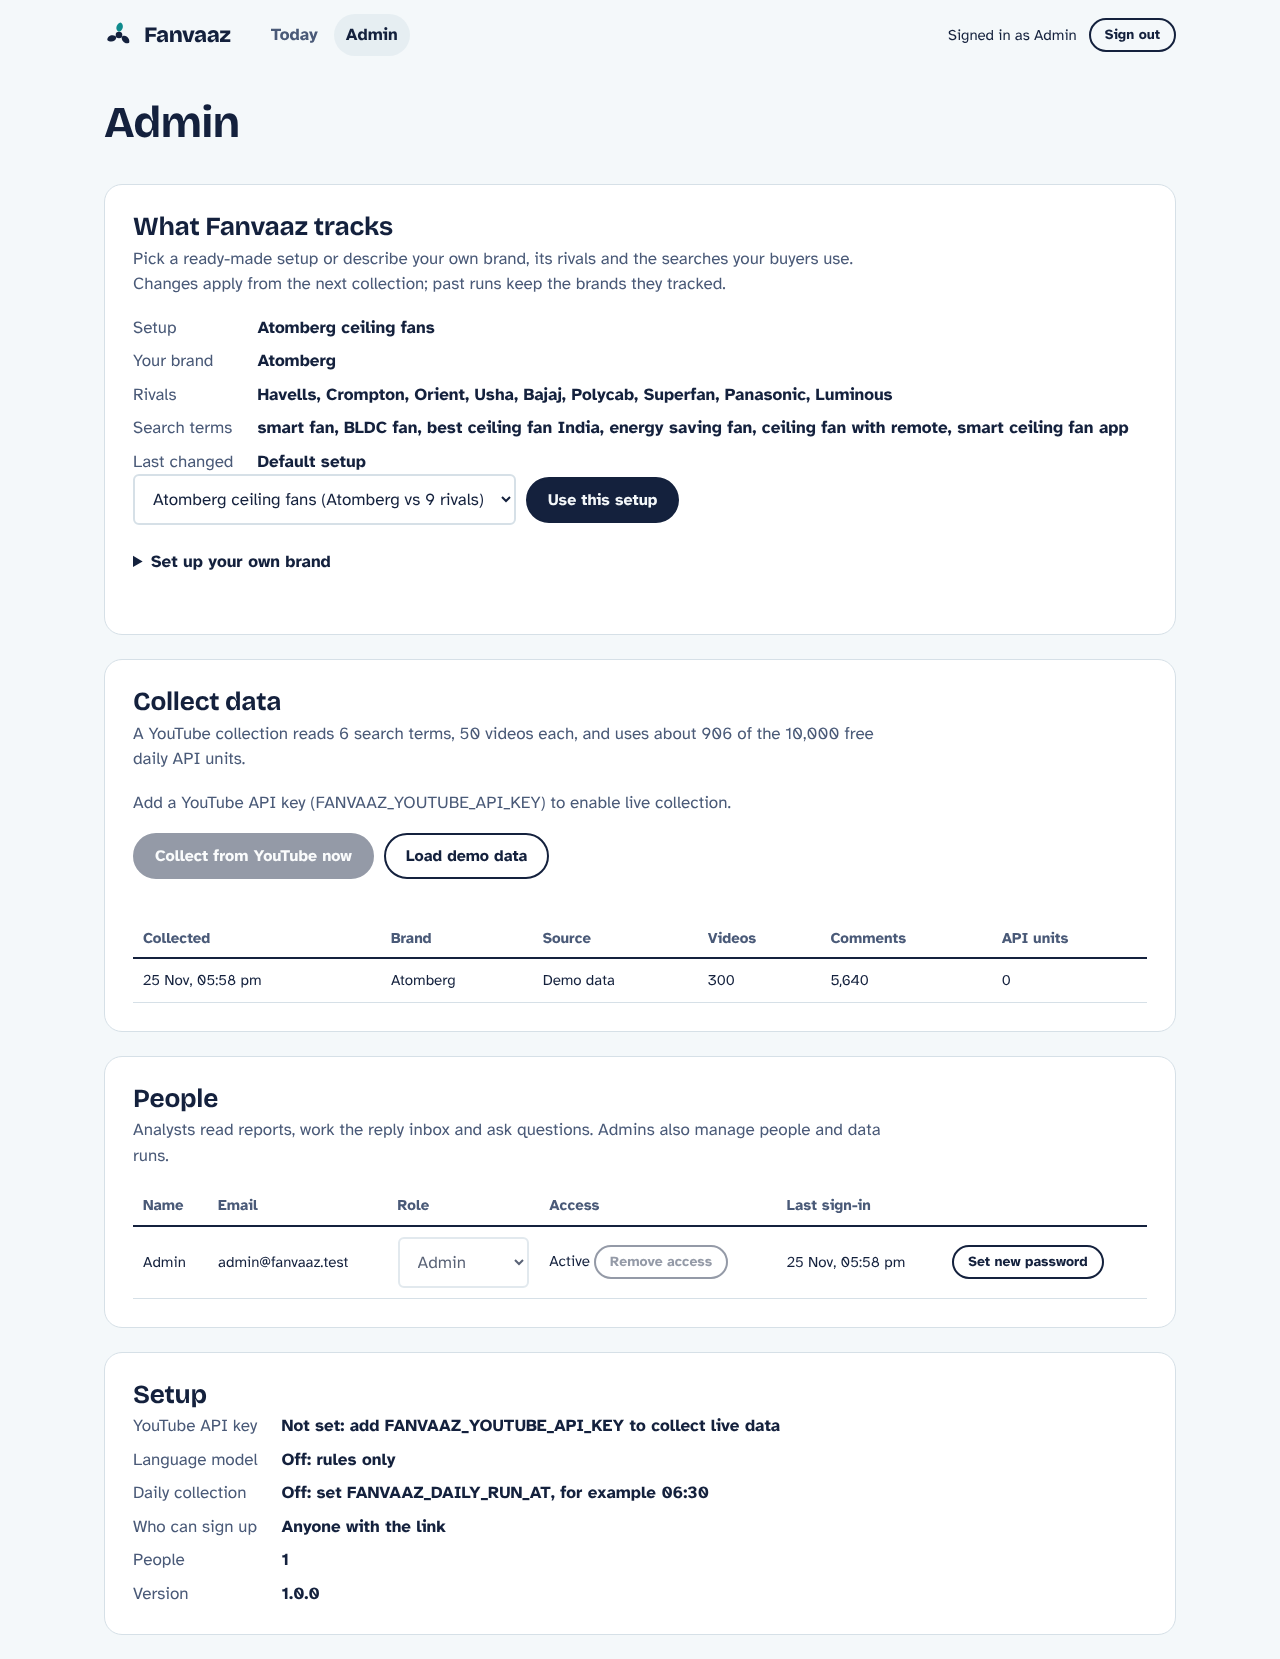 Fanvaaz Today Admin Signed in as Admin Sign out
Admin
What Fanvaaz tracks
Pick a ready-made setup or describe your own brand, its rivals and the searches your buyers use.
Changes apply from the next collection; past runs keep the brands they tracked.
Setup Atomberg ceiling fans
Your brand Atomberg
Rivals Havells, Crompton, Orient, Usha, Bajaj, Polycab, Superfan, Panasonic, Luminous
Search terms smart fan, BLDC fan, best ceiling fan India, energy saving fan, ceiling fan with remote, smart ceiling fan app
Last changed Default setup
Atomberg ceiling fans (Atomberg vs 9 rivals) Use this setup
Set up your own brand
Collect data
A YouTube collection reads 6 search terms, 50 videos each, and uses about 906 of the 10,000 free
daily API units.
Add a YouTube API key (FANVAAZ_YOUTUBE_API_KEY) to enable live collection.
Collect from YouTube now Load demo data
Collected Brand Source Videos Comments API units
25 Nov, 05:58 pm Atomberg Demo data 300 5,640 0
People
Analysts read reports, work the reply inbox and ask questions. Admins also manage people and data
runs.
Name Email Role Access Last sign-in
Admin admin@fanvaaz.test Admin Active Remove access 25 Nov, 05:58 pm Set new password
Setup
YouTube API key Not set: add FANVAAZ_YOUTUBE_API_KEY to collect live data
Language model Off: rules only
Daily collection Off: set FANVAAZ_DAILY_RUN_AT, for example 06:30
Who can sign up Anyone with the link
People 1
Version 1.0.0